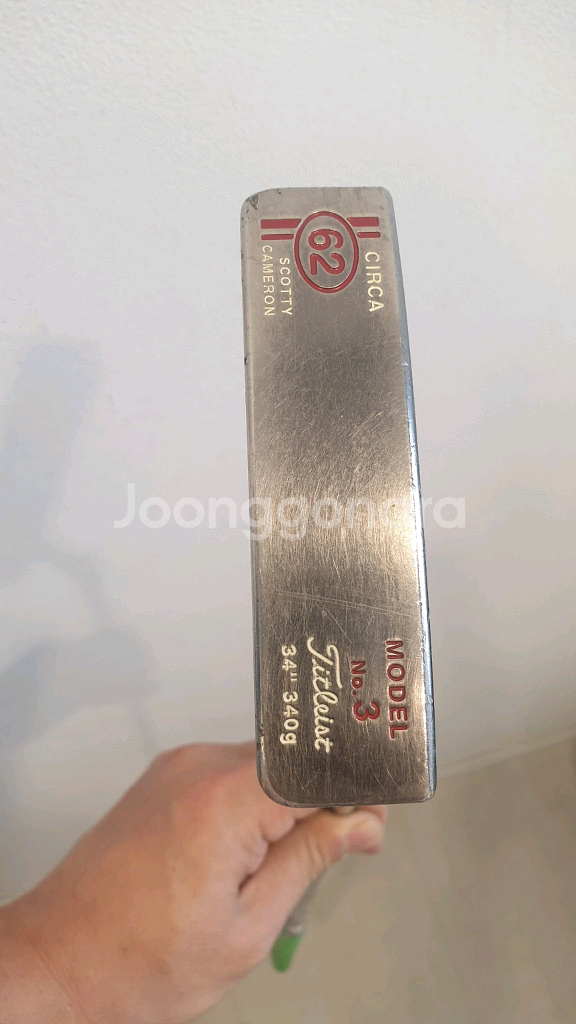 CIRCA
62
SCOTTY
CAMERON
MODEL
No. 3
Titleist
34" 340g
Joonggonara